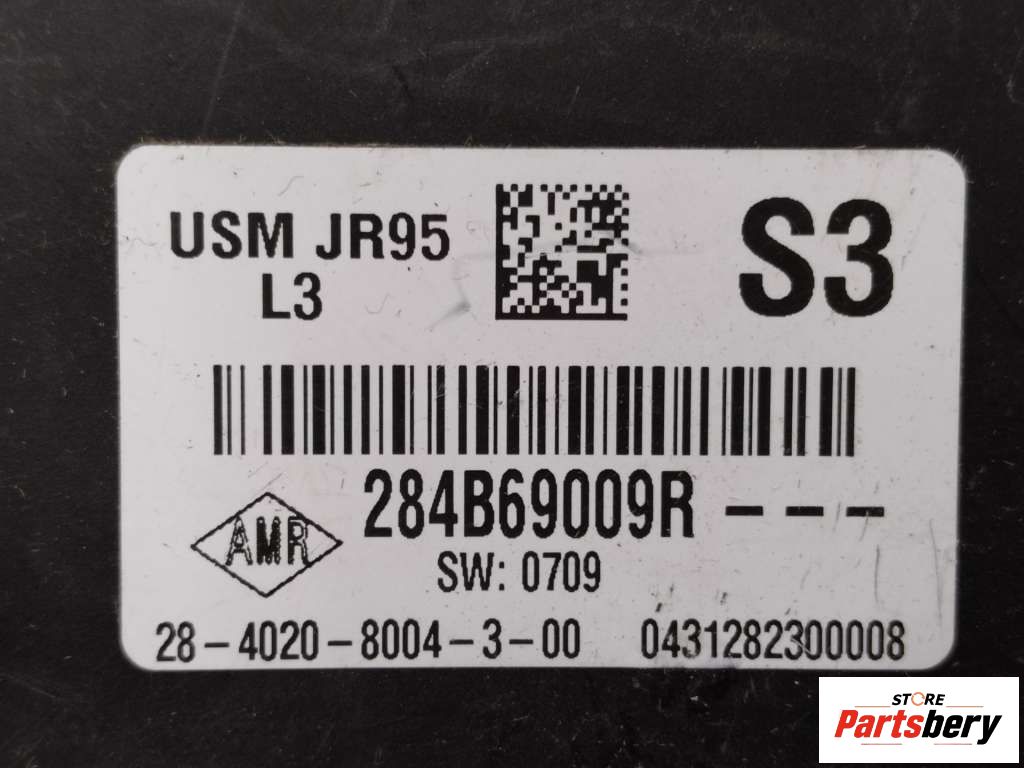 USM JR95
L3
S3
284B69009R - - -
AMR
SW: 0709
28-4020-8004-3-00 0431282300008
STORE
Partsbery